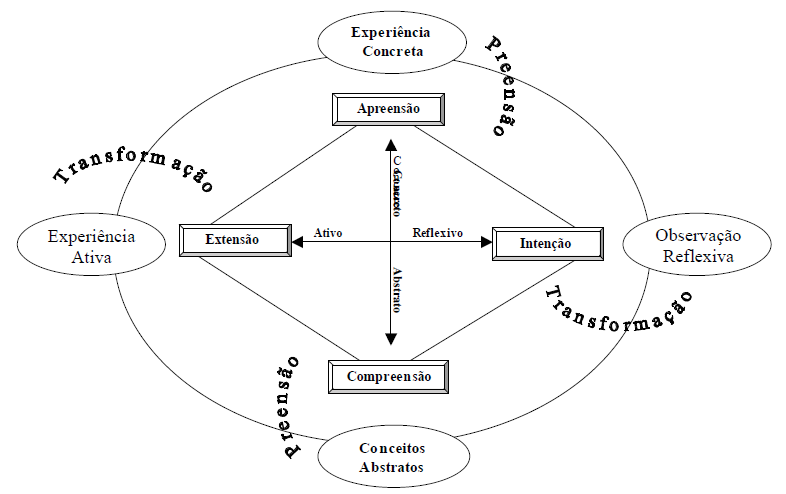 Experiência
Concreta
Preensão
Apreensão
Transformação
Experiência
Ativa
Extensão
Ativo
Reflexivo
Intenção
Observação
Reflexiva
Abstrato
Transformação
Compreensão
Preensão
Conceitos
Abstratos